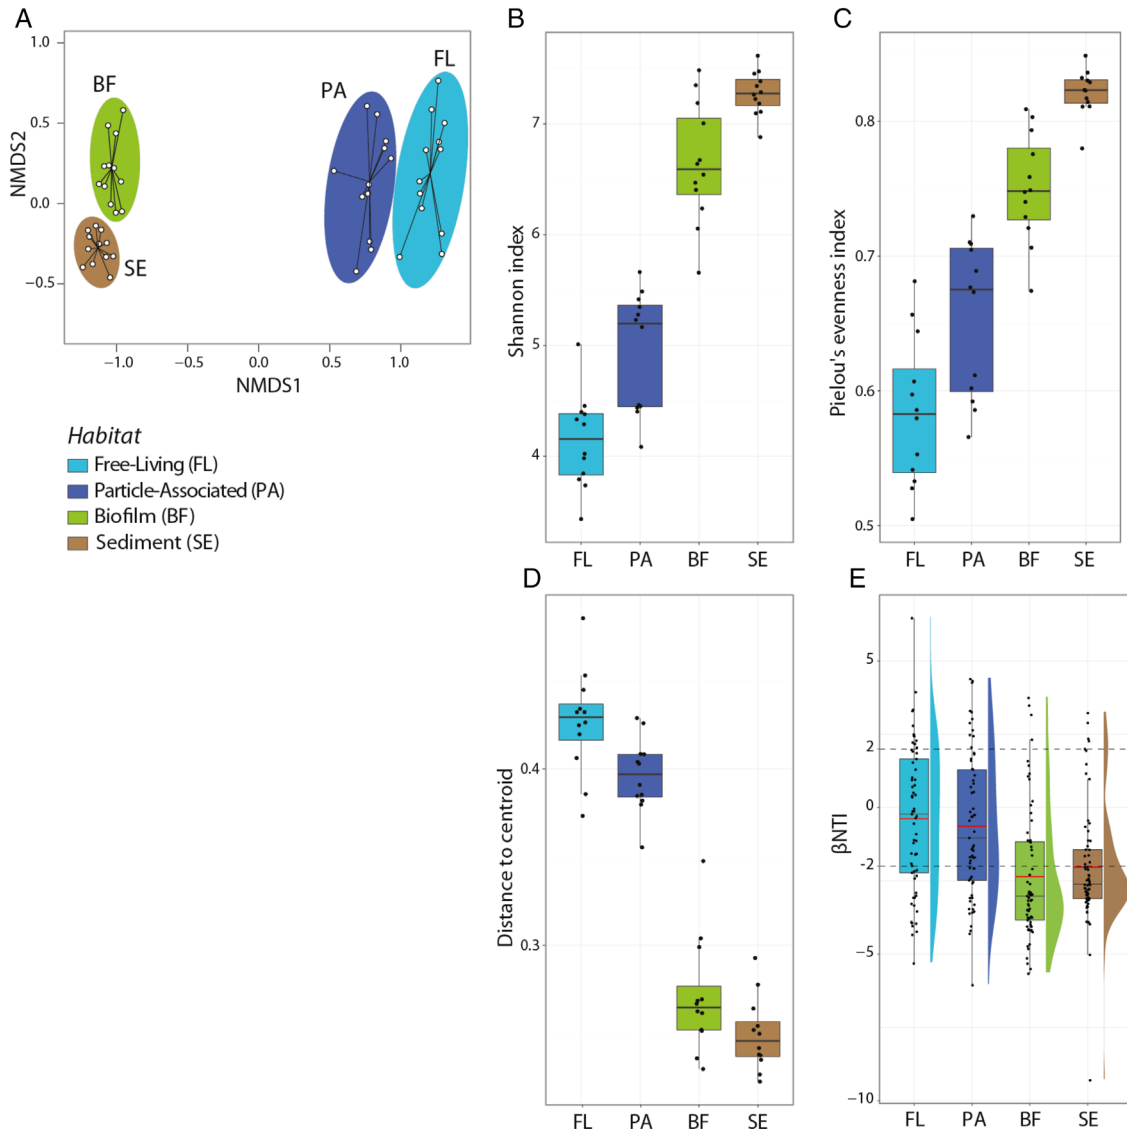 A
1.0
0.5
0.0
−0.5
NMDS2
BF
SE
PA
FL
−1.0 −0.5 0.0 0.5 1.0
NMDS1
Habitat
Free-Living (FL)
Particle-Associated (PA)
Biofilm (BF)
Sediment (SE)
B
7
6
5
4
Shannon index
FL PA BF SE
C
0.8
0.7
0.6
0.5
Pielou's evenness index
FL PA BF SE
D
0.4
0.3
Distance to centroid
FL PA BF SE
E
5
2
0
-2
−5
−10
βNTI
FL PA BF SE